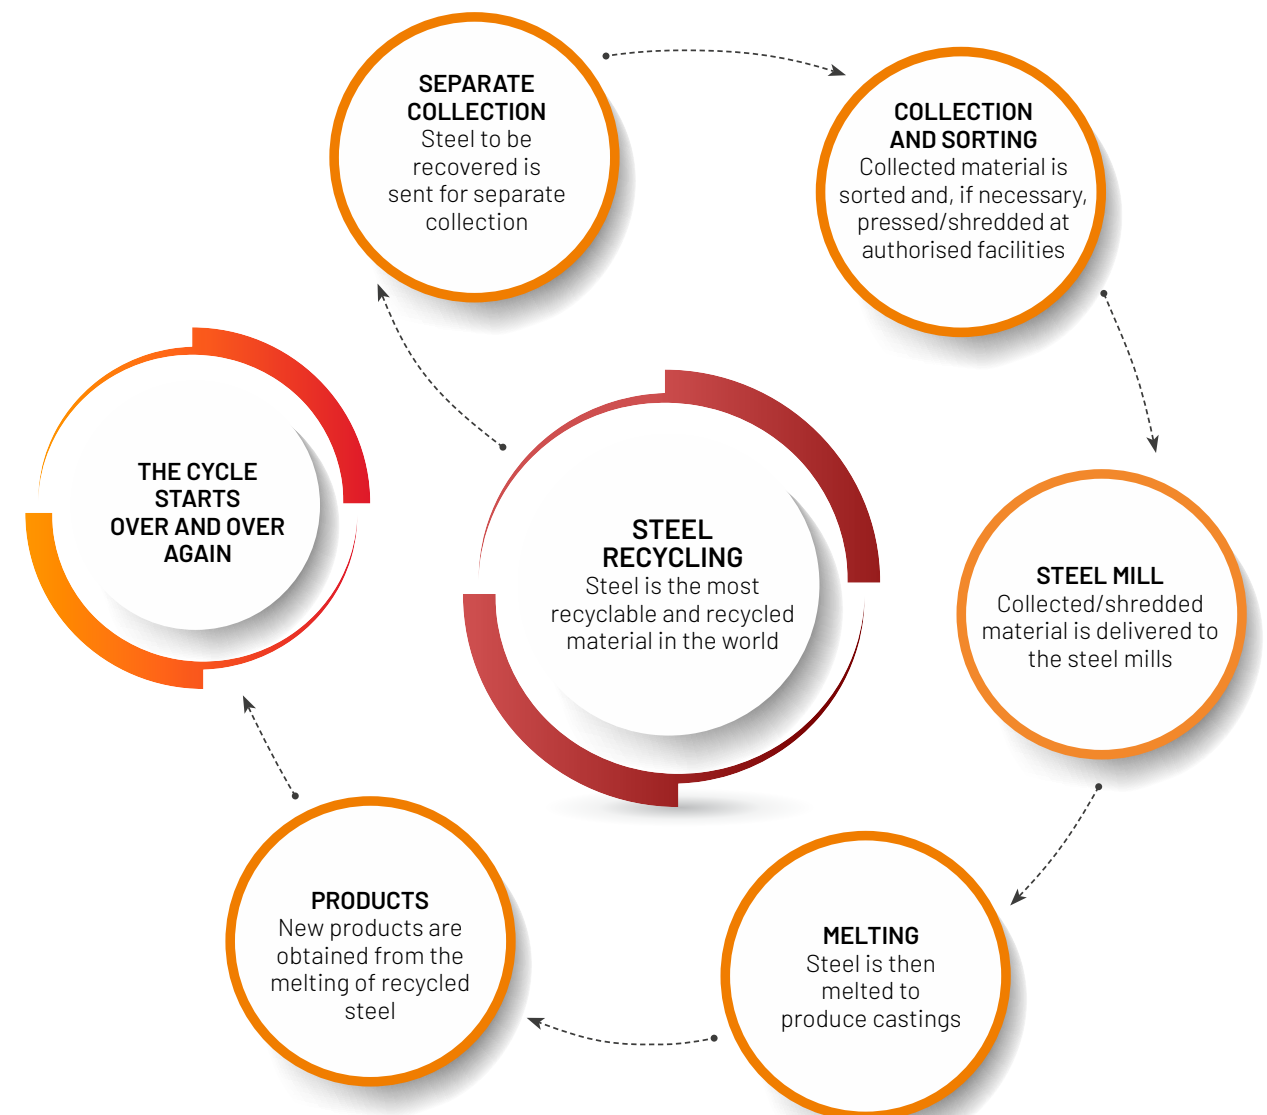 SEPARATE
COLLECTION
Steel to be
recovered is
sent for separate
collection
COLLECTION
AND SORTING
Collected material is
sorted and, if necessary,
pressed/shredded at
authorised facilities
THE CYCLE
STARTS
OVER AND OVER
AGAIN
STEEL
RECYCLING
Steel is the most
recyclable and recycled
material in the world
STEEL MILL
Collected/shredded
material is delivered to
the steel mills
PRODUCTS
New products are
obtained from the
melting of recycled
steel
MELTING
Steel is then
melted to
produce castings